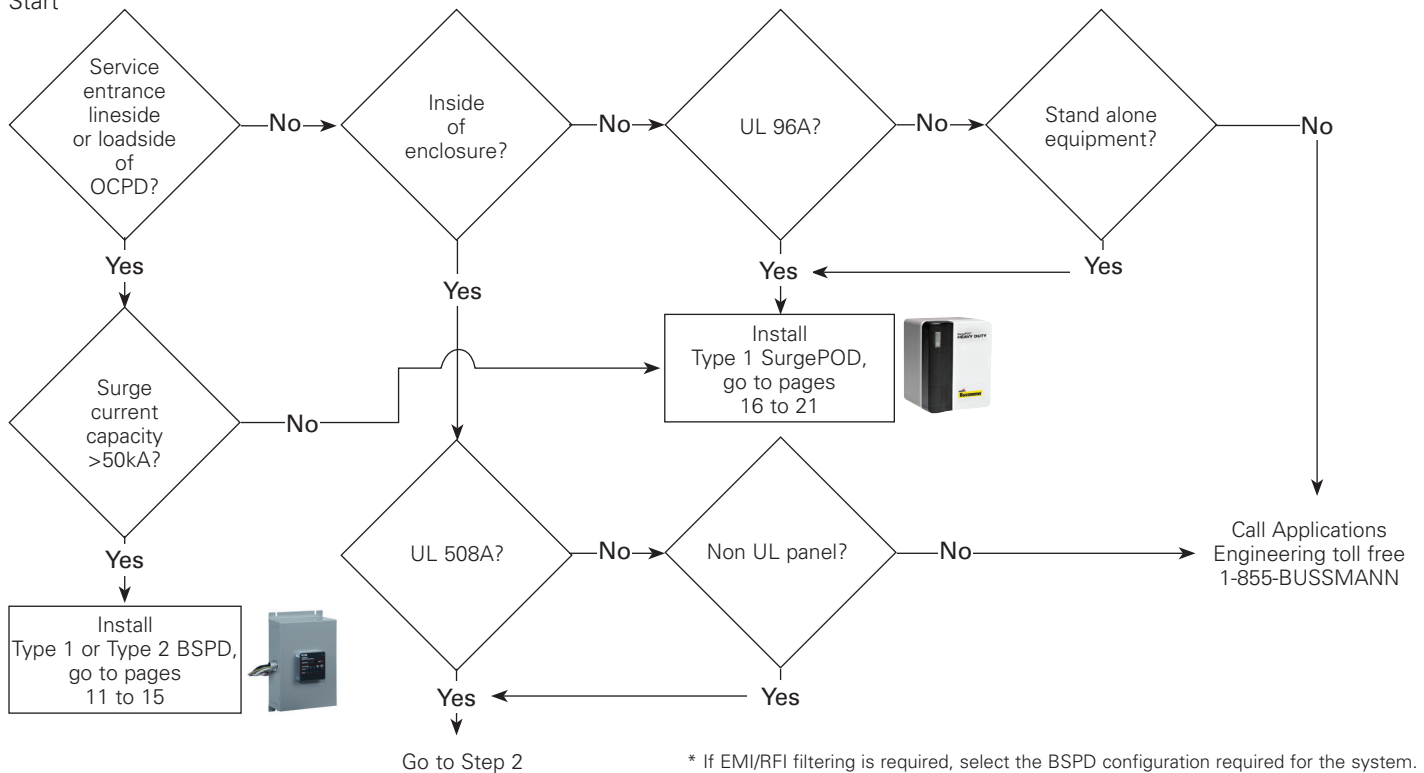 Start
Service
entrance
lineside
or loadside
of
OCPD?
No
Inside
of
enclosure?
No
UL 96A?
No
Stand alone
equipment?
No
Yes
Yes
Yes
Yes
Install
Type 1 SurgePOD,
go to pages
16 to 21
HEAVY DUTY
Bussmann
Surge
current
capacity
>50kA?
No
Yes
Install
Type 1 or Type 2 BSPD,
go to pages
11 to 15
UL 508A?
No
Non UL panel?
No
Call Applications
Engineering toll free
1-855-BUSSMANN
Yes
Yes
Go to Step 2
* If EMI/RFI filtering is required, select the BSPD configuration required for the system.